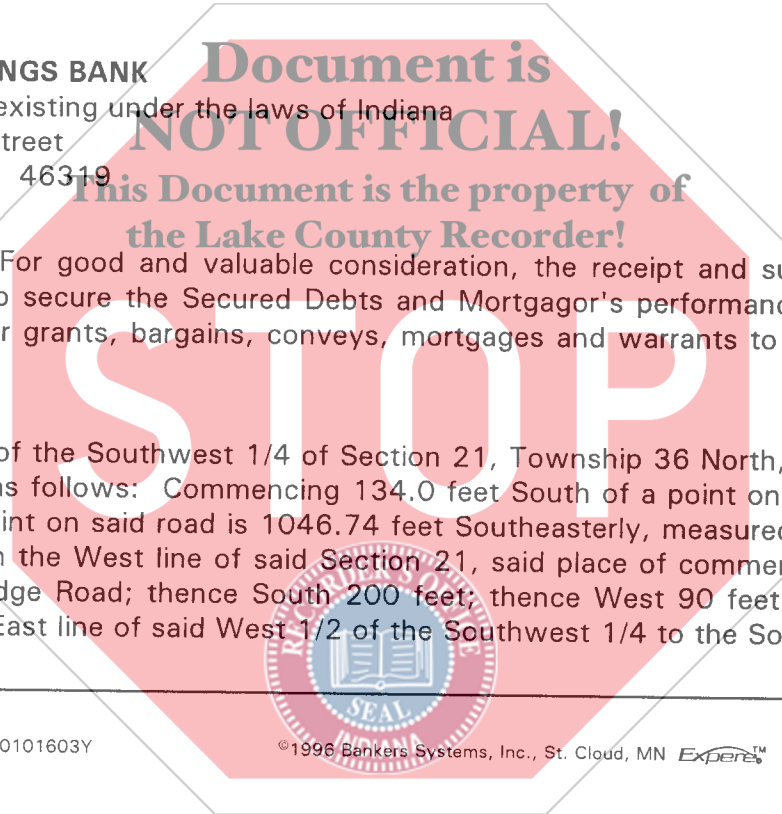 NGS BANK
Document is
existing under the laws of Indiana
NOT OFFICIAL!
treet
46319
This Document is the property of
the Lake County Recorder!
For good and valuable consideration, the receipt and su
o secure the Secured Debts and Mortgagor's performanc
r grants, bargains, conveys, mortgages and warrants to
STOP
of the Southwest 1/4 of Section 21, Township 36 North,
ns follows: Commencing 134.0 feet South of a point on
int on said road is 1046.74 feet Southeasterly, measured
n the West line of said Section 21, said place of commen
dge Road; thence South 200 feet; thence West 90 feet
East line of said West 1/2 of the Southwest 1/4 to the So
RECORDER'S OFFICE
SEAL
INDIANA
0101603Y
©1996 Bankers Systems, Inc., St. Cloud, MN Expere™